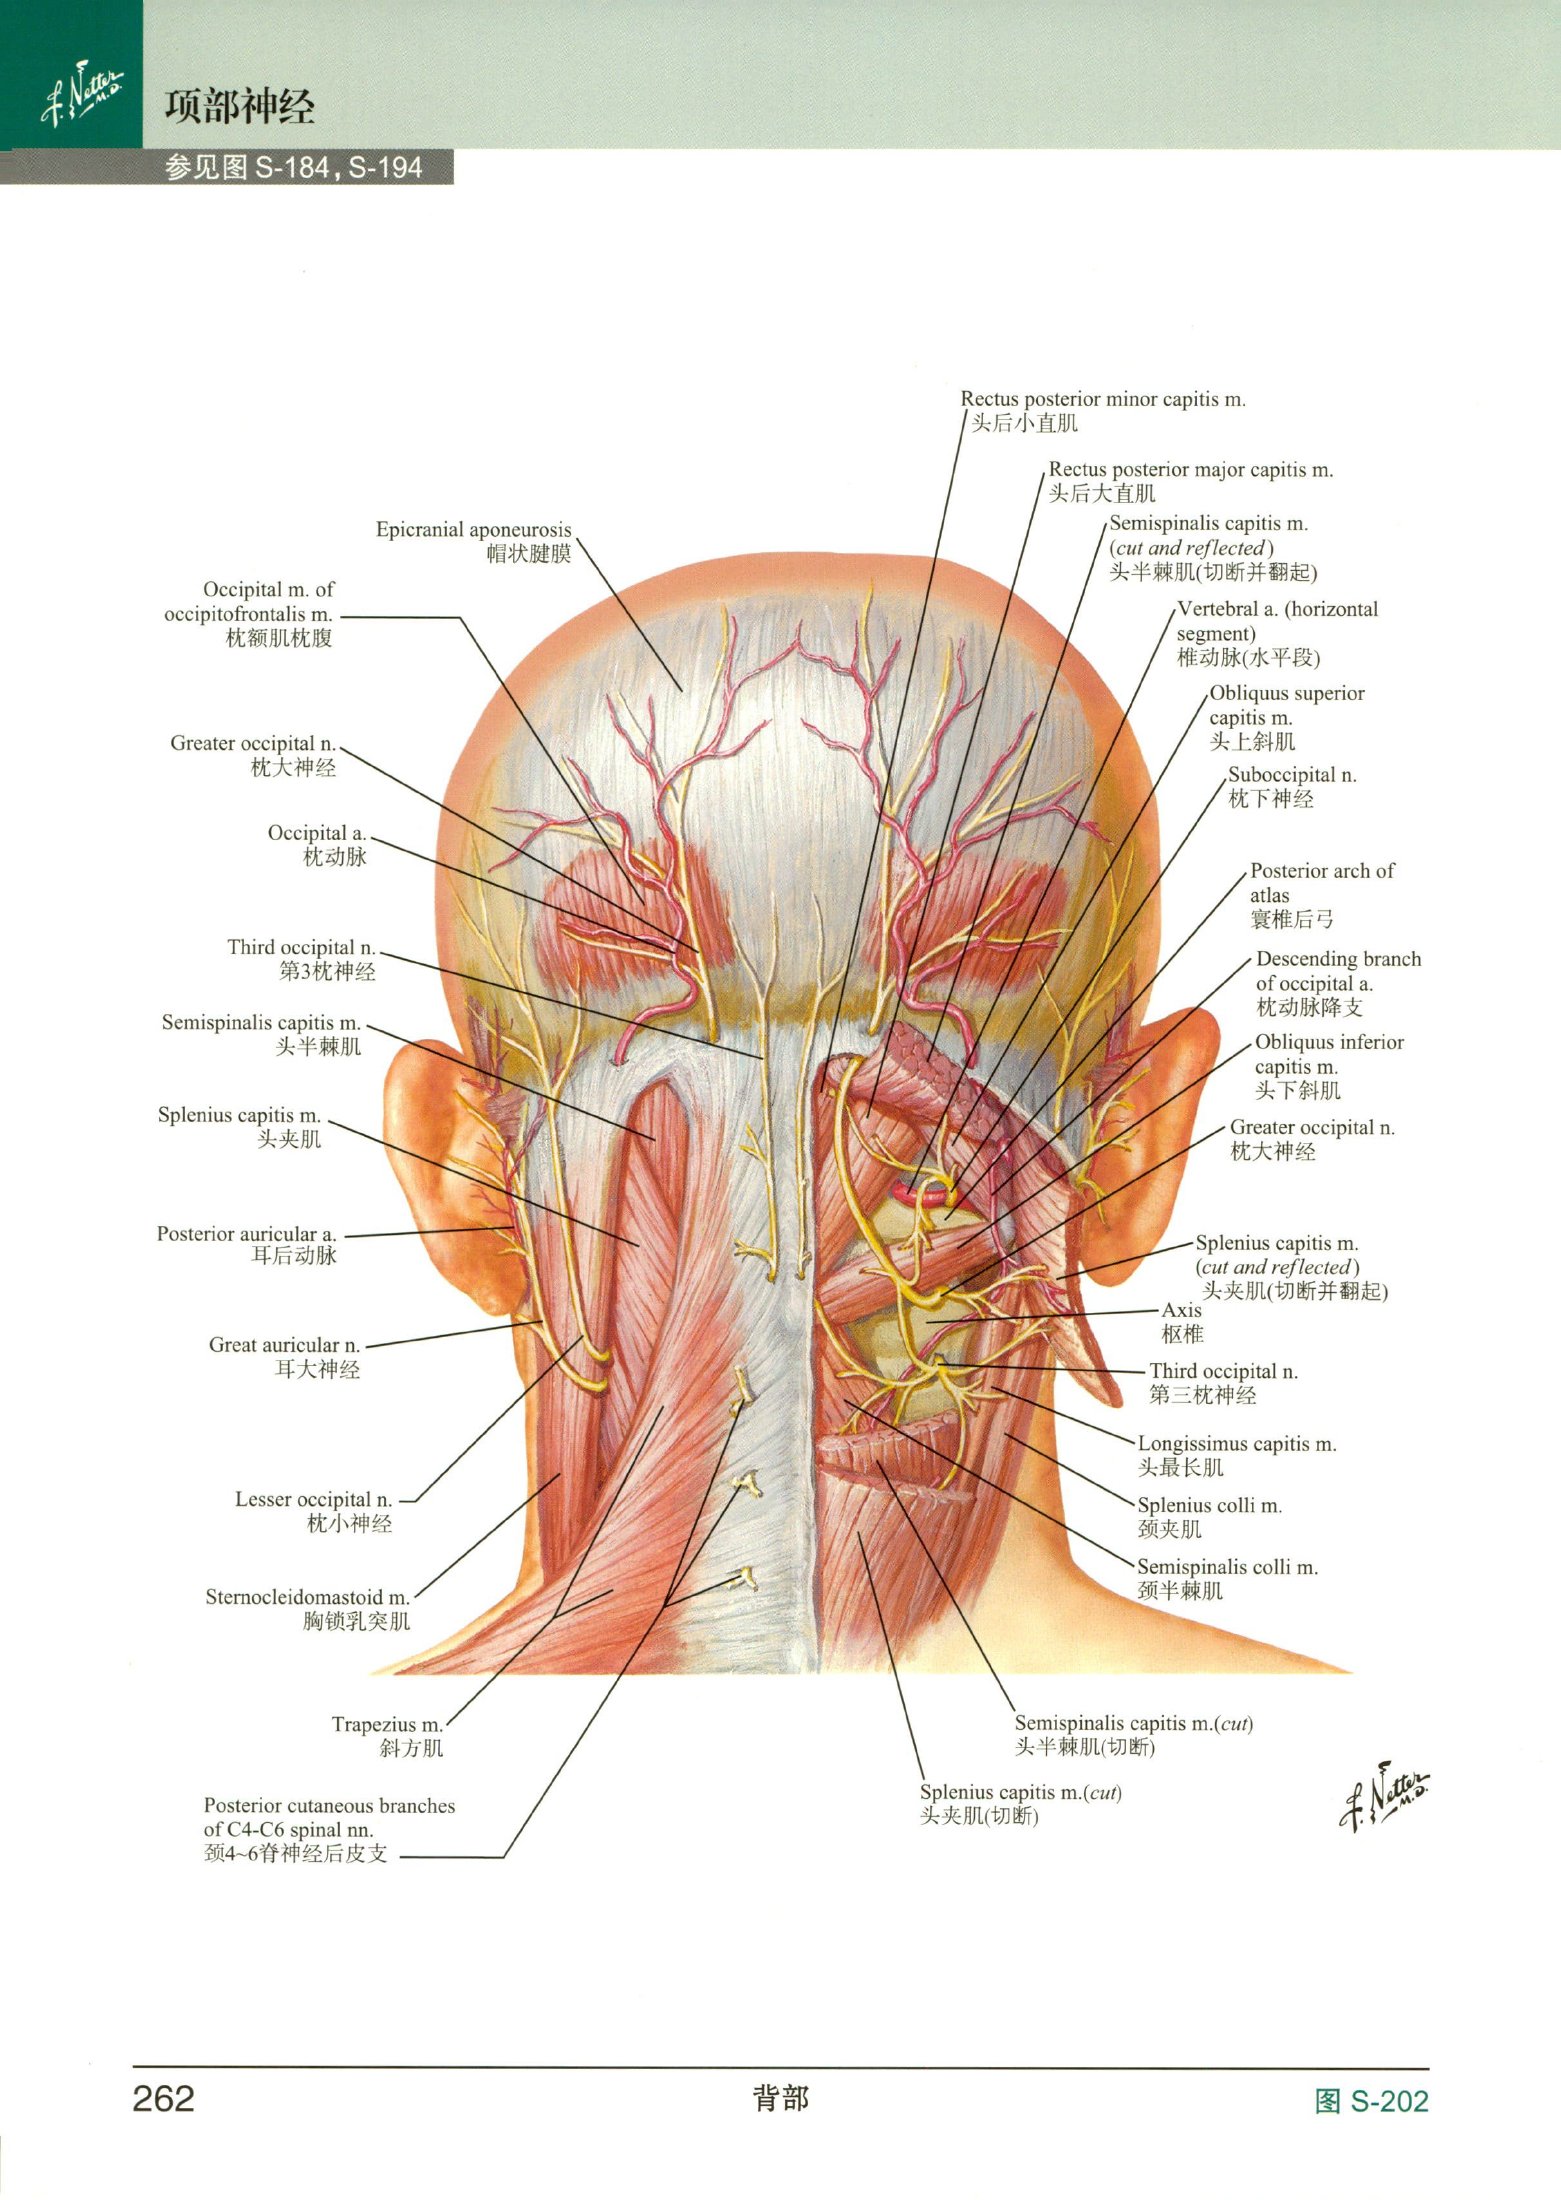 F. Netter M.D.
项部神经
参见图 S-184, S-194
Rectus posterior minor capitis m.
头后小直肌
Rectus posterior major capitis m.
头后大直肌
Semispinalis capitis m.
(cut and reflected)
头半棘肌(切断并翻起)
Vertebral a. (horizontal
segment)
椎动脉(水平段)
Obliquus superior
capitis m.
头上斜肌
Suboccipital n.
枕下神经
Posterior arch of
atlas
寰椎后弓
Descending branch
of occipital a.
枕动脉降支
Obliquus inferior
capitis m.
头下斜肌
Greater occipital n.
枕大神经
Splenius capitis m.
(cut and reflected)
头夹肌(切断并翻起)
Axis
枢椎
Third occipital n.
第三枕神经
Longissimus capitis m.
头最长肌
Splenius colli m.
颈夹肌
Semispinalis colli m.
颈半棘肌
Semispinalis capitis m.(cut)
头半棘肌(切断)
Splenius capitis m.(cut)
头夹肌(切断)
Epicranial aponeurosis
帽状腱膜
Occipital m. of
occipitofrontalis m.
枕额肌枕腹
Greater occipital n.
枕大神经
Occipital a.
枕动脉
Third occipital n.
第3枕神经
Semispinalis capitis m.
头半棘肌
Splenius capitis m.
头夹肌
Posterior auricular a.
耳后动脉
Great auricular n.
耳大神经
Lesser occipital n.
枕小神经
Sternocleidomastoid m.
胸锁乳突肌
Trapezius m.
斜方肌
Posterior cutaneous branches
of C4-C6 spinal nn.
颈4~6脊神经后皮支
F. Netter M.D.
262
背部
图 S-202